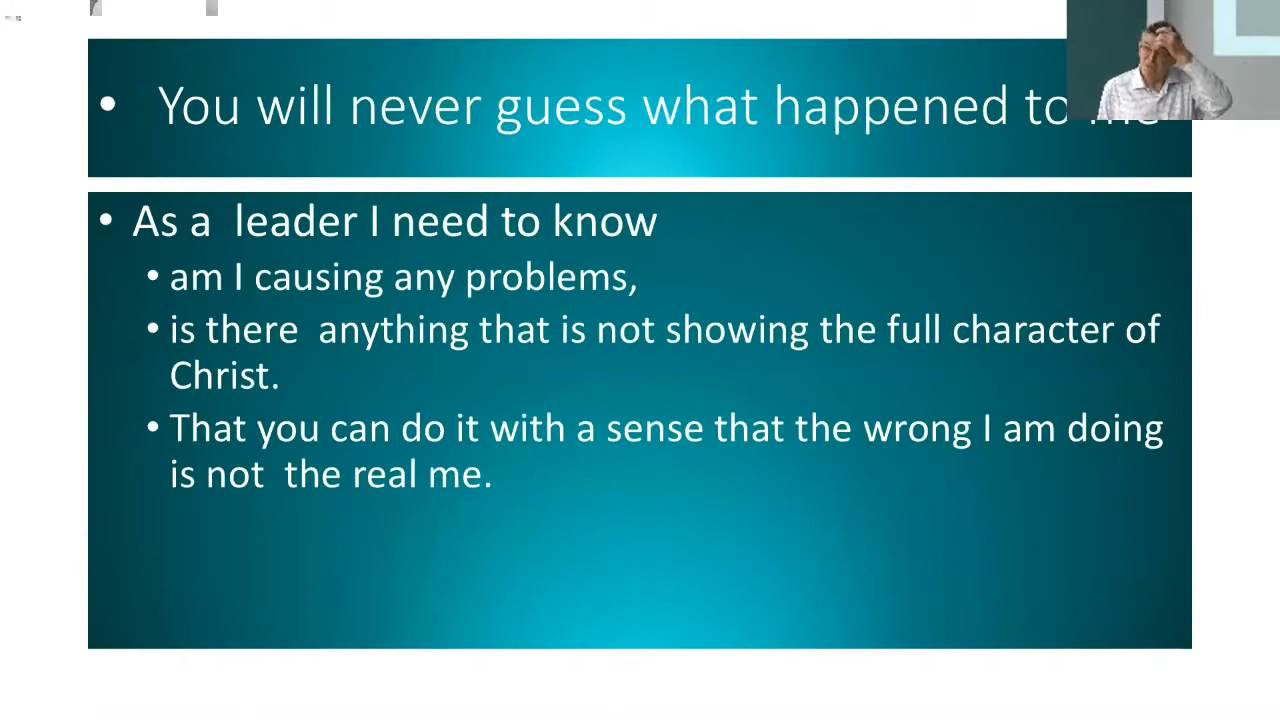 • You will never guess what happened to me
• As a leader I need to know
• am I causing any problems,
• is there anything that is not showing the full character of
Christ.
• That you can do it with a sense that the wrong I am doing
is not the real me.